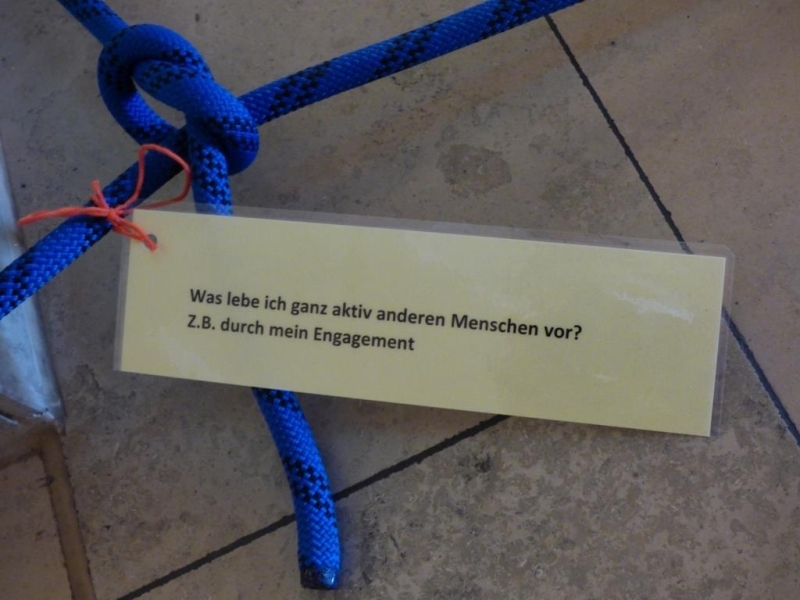 Was lebe ich ganz aktiv anderen Menschen vor?
Z.B. durch mein Engagement